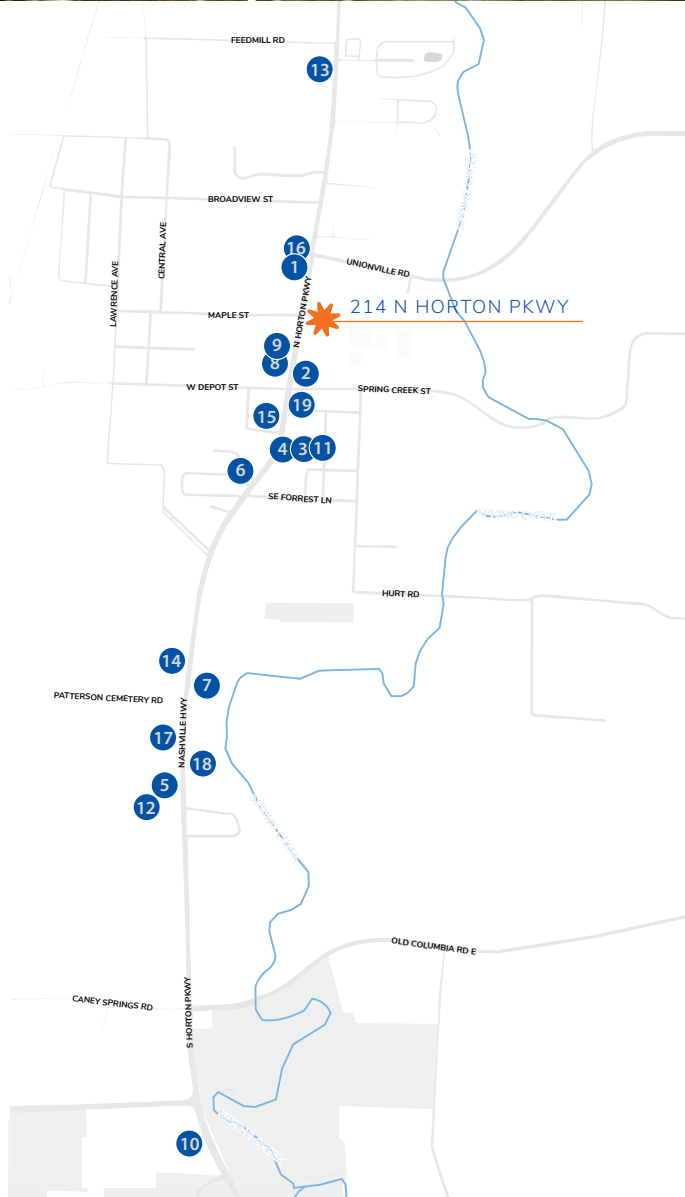 FEEDMILL RD
13
BROADVIEW ST
CENTRAL AVE
LAWRENCE AVE
16
1
UNIONVILLE RD
N HORTON PKWY
214 N HORTON PKWY
MAPLE ST
9
8
2
W DEPOT ST
SPRING CREEK ST
19
15
4
3
11
6
SE FORREST LN
SPRING CREEK
HURT RD
14
7
PATTERSON CEMETERY RD
NASHVILLE HWY
17
18
5
12
OLD COLUMBIA RD E
CANEY SPRINGS RD
S HORTON PKWY
10